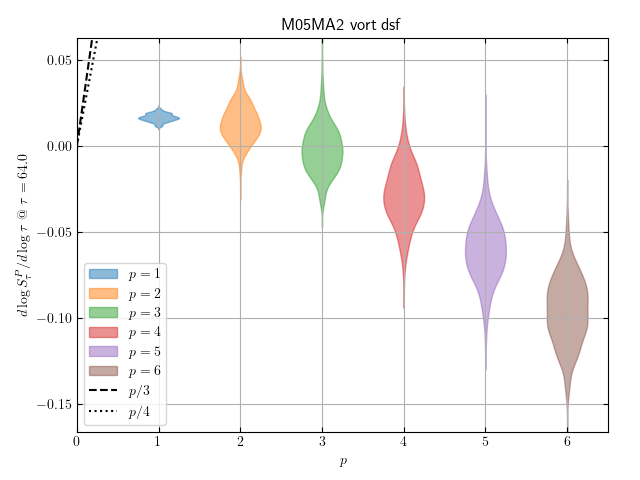 M05MA2 vort dsf
0.05
0.00
−0.05
−0.10
−0.15
d log S_τ^P / d log τ @ τ = 64.0
p = 1
p = 2
p = 3
p = 4
p = 5
p = 6
p/3
p/4
0 1 2 3 4 5 6
p